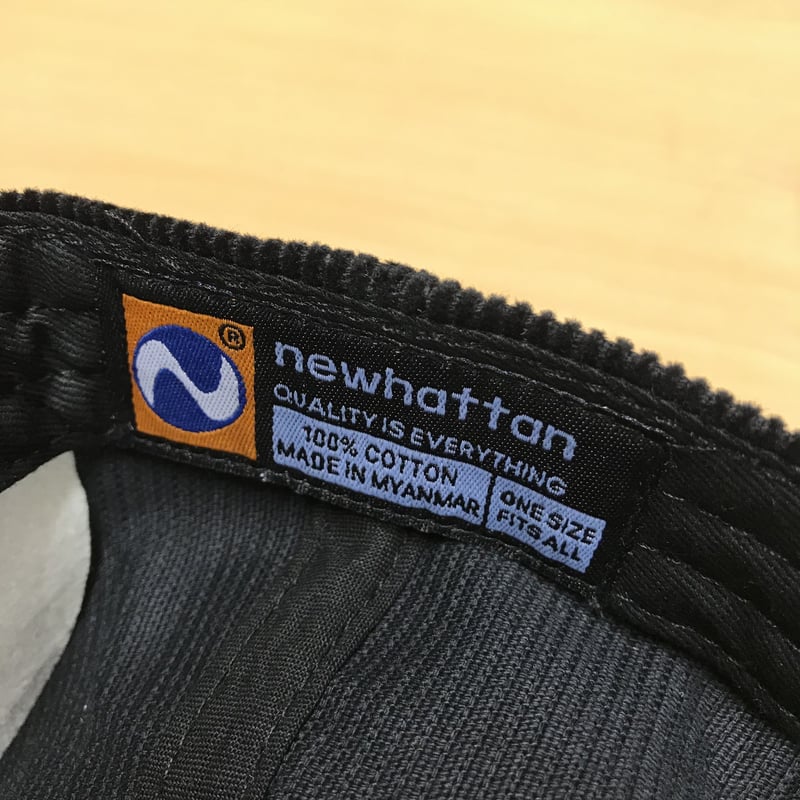 ®
newhattan
QUALITY IS EVERYTHING
100% COTTON
MADE IN MYANMAR
ONE SIZE
FITS ALL